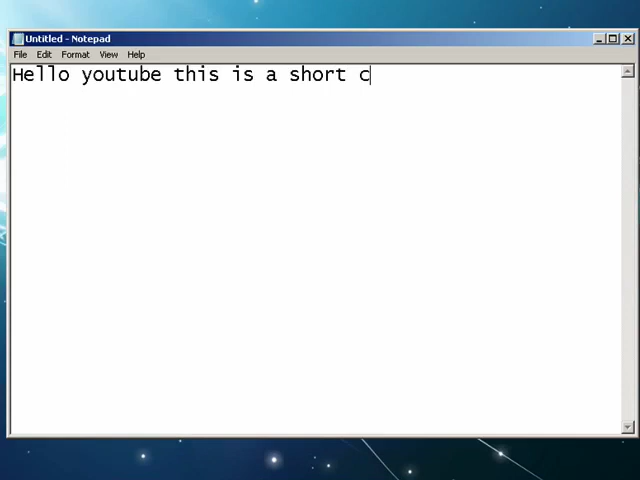 Untitled - Notepad
File Edit Format View Help
Hello youtube this is a short c